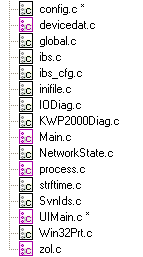 config.c *
devicedat.c
global.c
ibs.c
ibs_cfg.c
inifile.c
IODiag.c
KWP2000Diag.c
Main.c
NetworkState.c
process.c
strftime.c
SvnIds.c
UIMain.c *
Win32Prt.c
zol.c